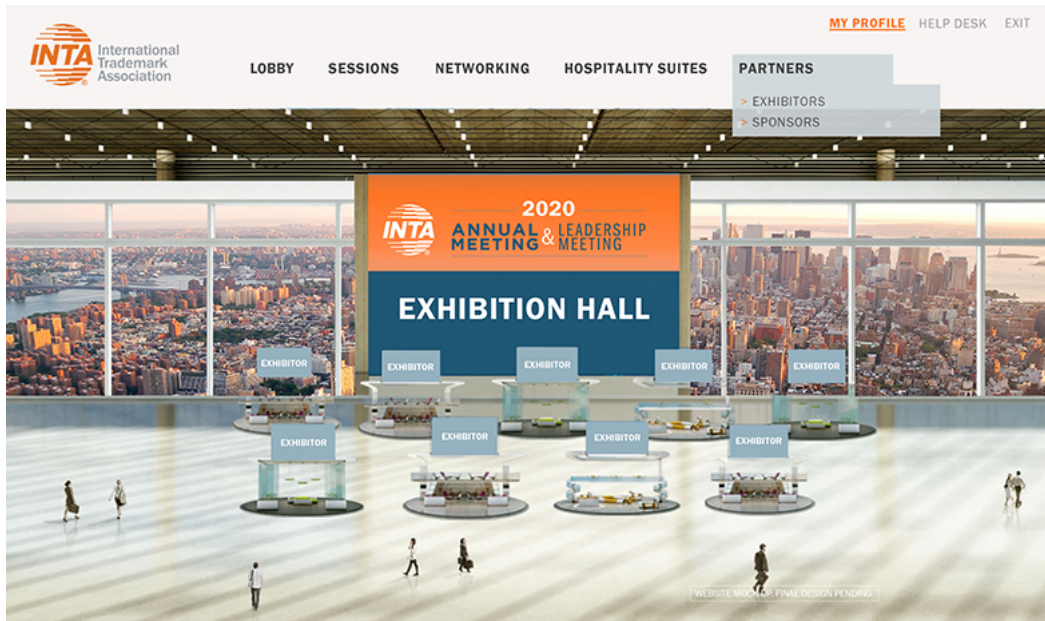 MY PROFILE HELP DESK EXIT
INTA International
Trademark
Association
®
LOBBY SESSIONS NETWORKING HOSPITALITY SUITES PARTNERS
> EXHIBITORS
> SPONSORS
2020
INTA
®
ANNUAL
MEETING
&
LEADERSHIP
MEETING
EXHIBITION HALL
EXHIBITOR
EXHIBITOR
EXHIBITOR
EXHIBITOR
EXHIBITOR
EXHIBITOR
EXHIBITOR
EXHIBITOR
EXHIBITOR
WEBSITE MOCK UP. FINAL DESIGN PENDING.